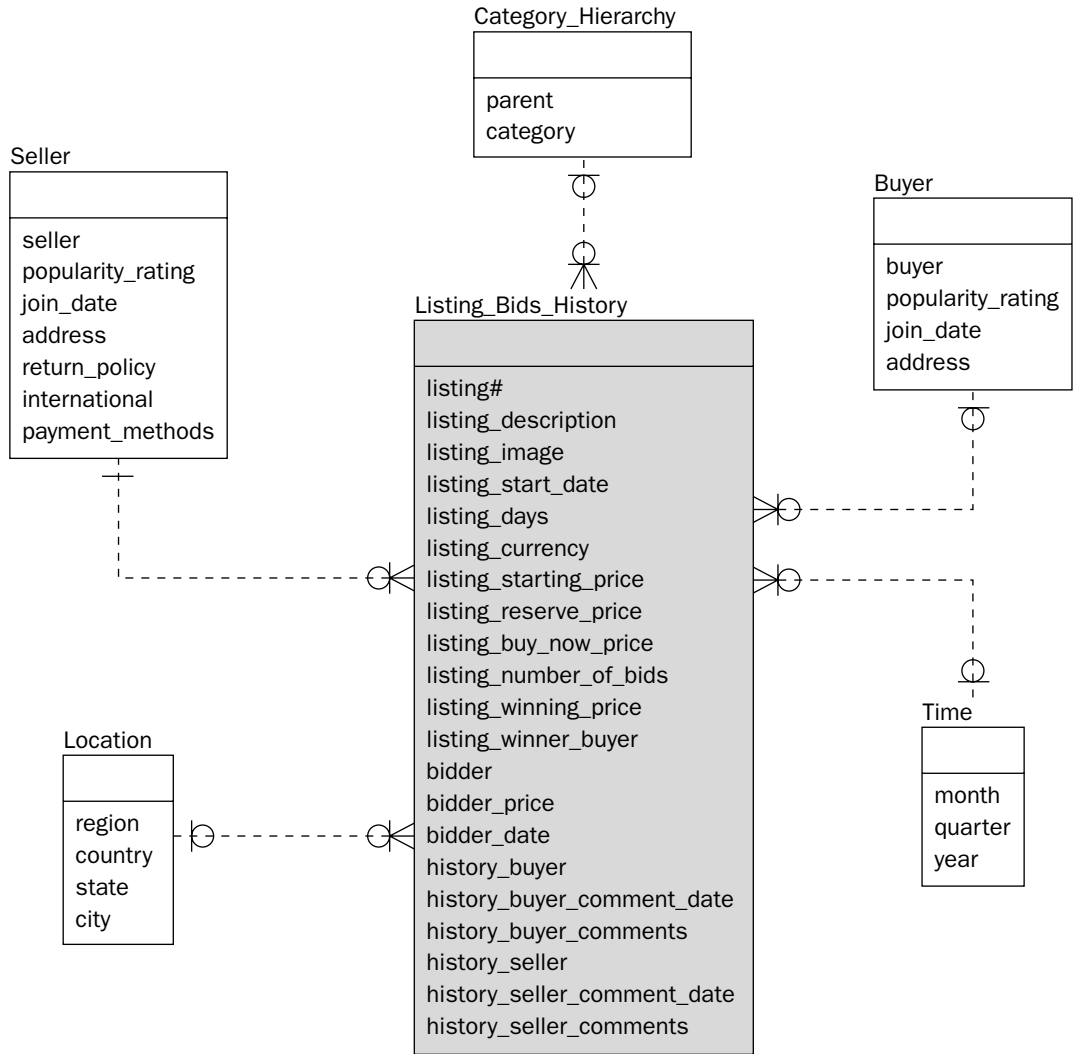 Category_Hierarchy
parent
category
Seller
seller
popularity_rating
join_date
address
return_policy
international
payment_methods
Buyer
buyer
popularity_rating
join_date
address
Listing_Bids_History
listing#
listing_description
listing_image
listing_start_date
listing_days
listing_currency
listing_starting_price
listing_reserve_price
listing_buy_now_price
listing_number_of_bids
listing_winning_price
listing_winner_buyer
bidder
bidder_price
bidder_date
history_buyer
history_buyer_comment_date
history_buyer_comments
history_seller
history_seller_comment_date
history_seller_comments
Location
region
country
state
city
Time
month
quarter
year